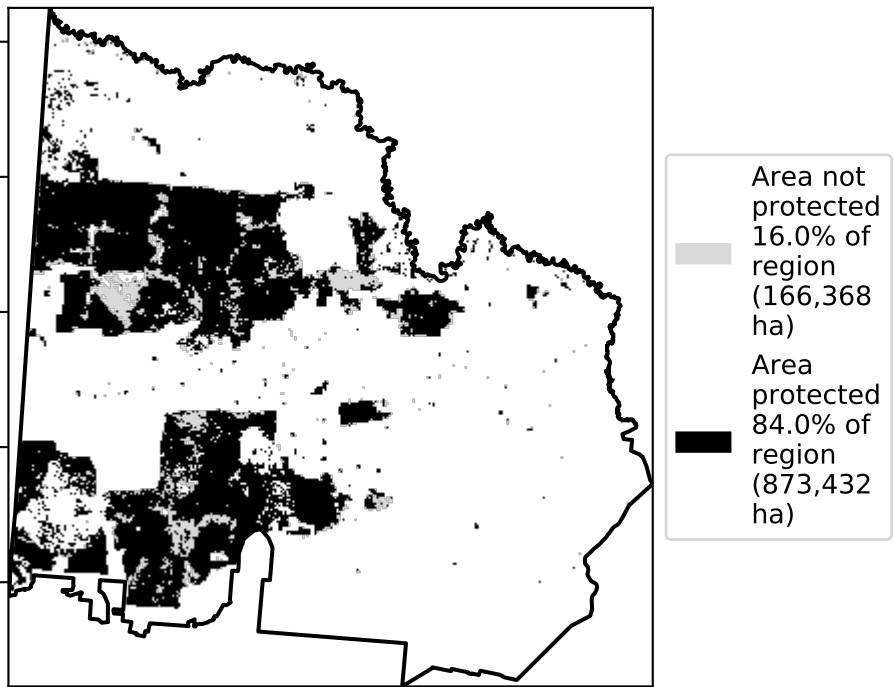 Area not
protected
16.0% of
region
(166,368
ha)
Area
protected
84.0% of
region
(873,432
ha)